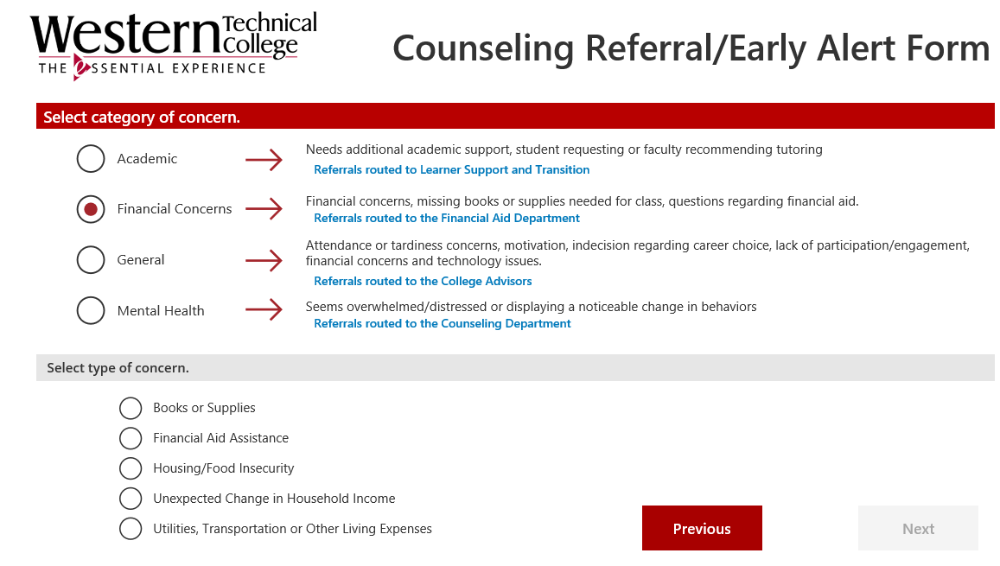 Western Technical College
THE eSSENTIAL EXPERIENCE
Counseling Referral/Early Alert Form
Select category of concern.
Academic
Needs additional academic support, student requesting or faculty recommending tutoring
Referrals routed to Learner Support and Transition
Financial Concerns
Financial concerns, missing books or supplies needed for class, questions regarding financial aid.
Referrals routed to the Financial Aid Department
General
Attendance or tardiness concerns, motivation, indecision regarding career choice, lack of participation/engagement,
financial concerns and technology issues.
Referrals routed to the College Advisors
Mental Health
Seems overwhelmed/distressed or displaying a noticeable change in behaviors
Referrals routed to the Counseling Department
Select type of concern.
Books or Supplies
Financial Aid Assistance
Housing/Food Insecurity
Unexpected Change in Household Income
Utilities, Transportation or Other Living Expenses
Previous
Next